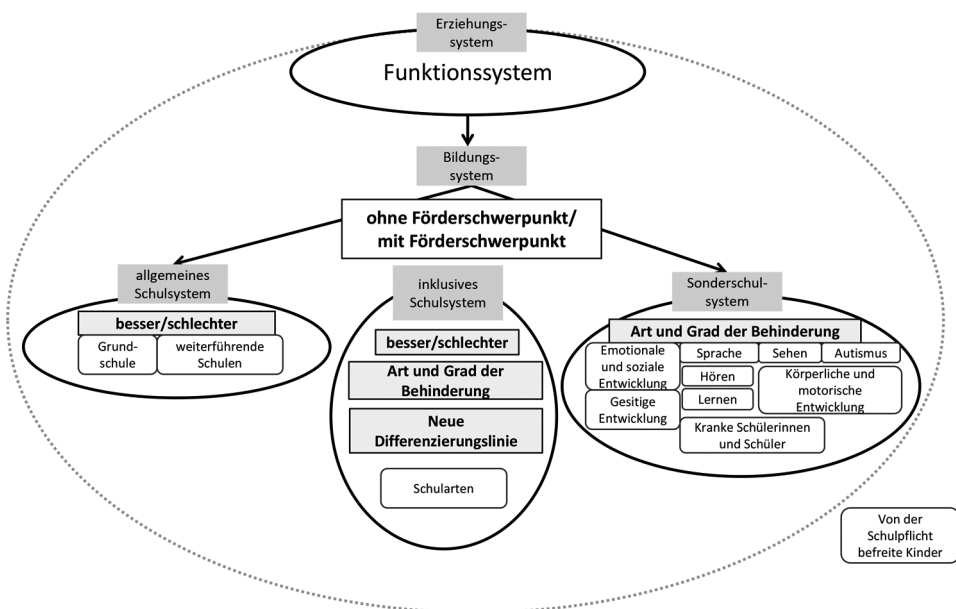 Erziehungs-
system
Funktionssystem
Bildungs-
system
ohne Förderschwerpunkt/
mit Förderschwerpunkt
allgemeines
Schulsystem
besser/schlechter
Grund-
schule
weiterführende
Schulen
inklusives
Schulsystem
besser/schlechter
Art und Grad der
Behinderung
Neue
Differenzierungslinie
Schularten
Sonderschul-
system
Art und Grad der Behinderung
Emotionale
und soziale
Entwicklung
Sprache
Sehen
Autismus
Hören
Körperliche und
motorische
Entwicklung
Gesitige
Entwicklung
Lernen
Kranke Schülerinnen
und Schüler
Von der
Schulpflicht
befreite Kinder